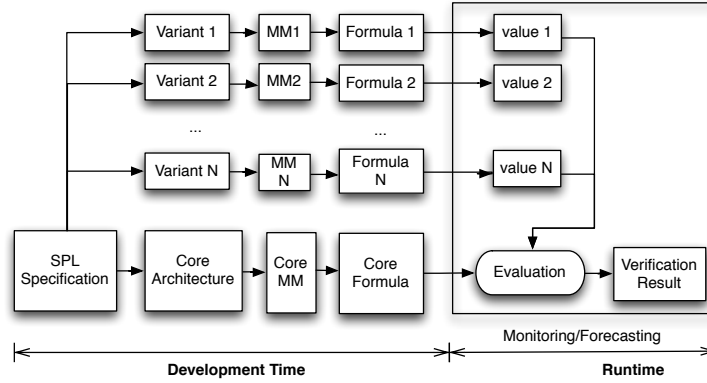 Variant 1
MM1
Formula 1
value 1
Variant 2
MM2
Formula 2
value 2
...
...
Variant N
MM
N
Formula
N
value N
SPL
Specification
Core
Architecture
Core
MM
Core
Formula
Evaluation
Verification
Result
Monitoring/Forecasting
Development Time
Runtime